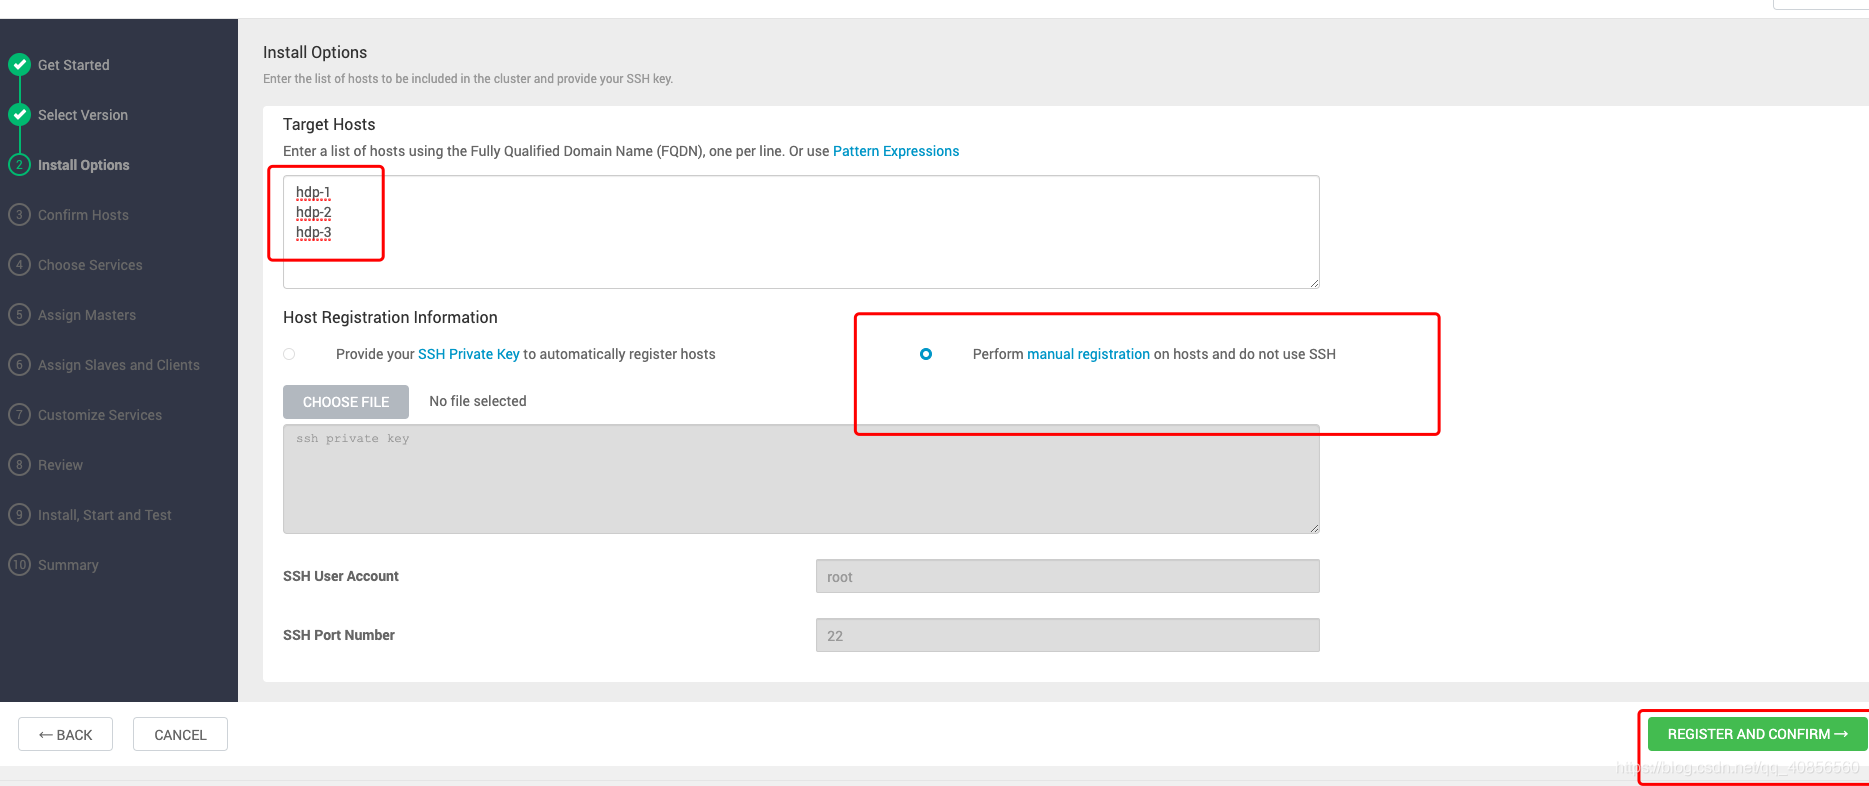 Get Started
Select Version
2 Install Options
3 Confirm Hosts
4 Choose Services
5 Assign Masters
6 Assign Slaves and Clients
7 Customize Services
8 Review
9 Install, Start and Test
10 Summary
Install Options
Enter the list of hosts to be included in the cluster and provide your SSH key.
Target Hosts
Enter a list of hosts using the Fully Qualified Domain Name (FQDN), one per line. Or use Pattern Expressions
hdp-1
hdp-2
hdp-3
Host Registration Information
Provide your SSH Private Key to automatically register hosts
Perform manual registration on hosts and do not use SSH
CHOOSE FILE No file selected
ssh private key
SSH User Account root
SSH Port Number 22
← BACK CANCEL REGISTER AND CONFIRM →
https://blog.csdn.net/qq_40856560